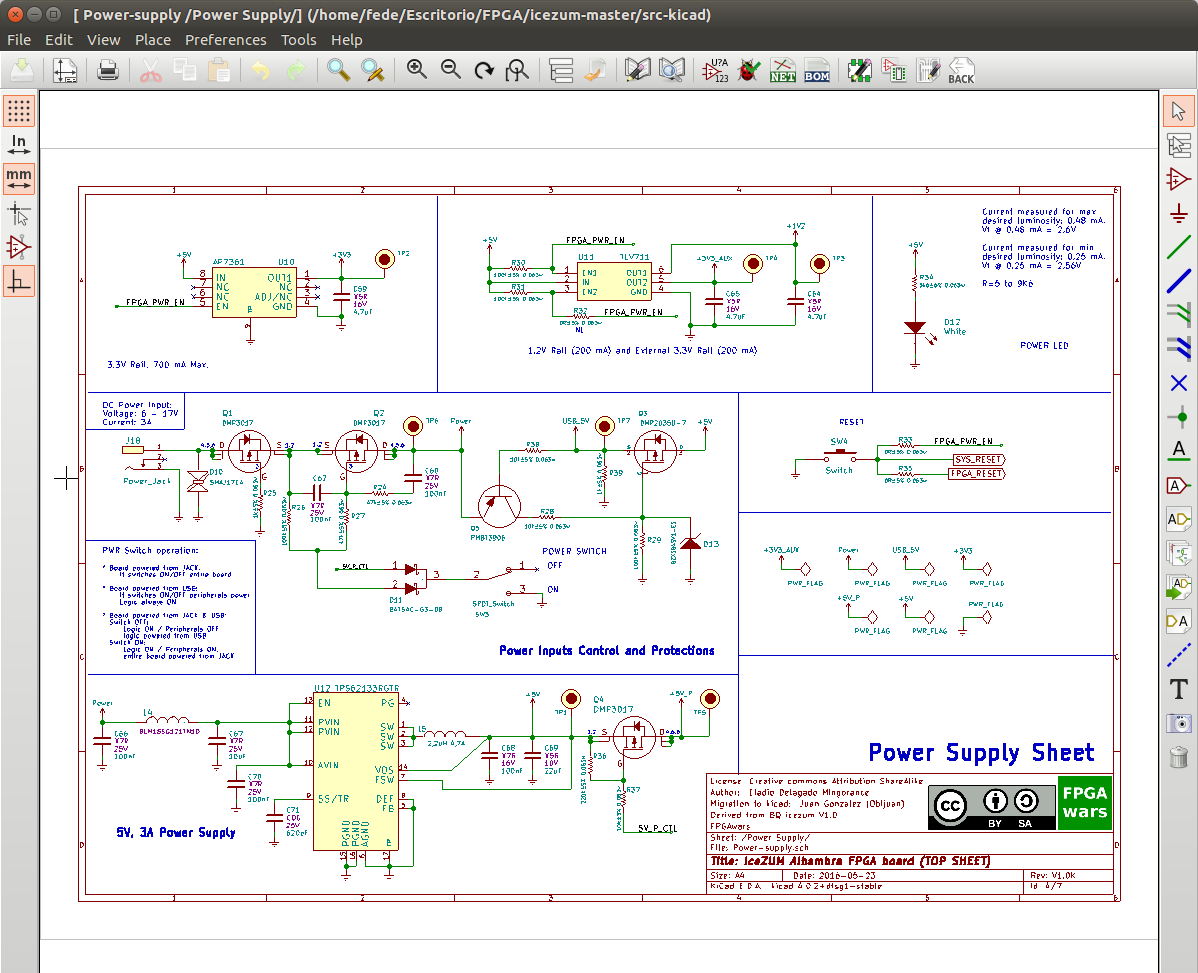 [ Power-supply /Power Supply/] (/home/fede/Escritorio/FPGA/icezum-master/src-kicad)
File Edit View Place Preferences Tools Help
U?A
123
NET
BOM
BACK
In
mm
1 2 3 4 5 6
Current measured for max
desired luminosity: 0.48 mA.
Vf @ 0.48 mA = 2.6V
Current measured for min
desired luminosity: 0.25 mA.
Vf @ 0.25 mA = 2.56V
R=5 to 9K6
+5V
AP7361 U10
+3V3
TP2
IN OUT1
NC NC
NC ADJ/NC
EN GND
FPGA_PWR_EN
C59
X5R
16V
4.7uF
3.3V Rail, 700 mA Max.
+5V
FPGA_PWR_EN
U11 TLV711
R30
R31
R32
EN1 OUT1
IN OUT2
EN2 GND
FPGA_PWR_EN
NL
+1V2
+3V3_AUX
TP4
TP3
C65
X5R
16V
4.7uF
C64
X5R
16V
4.7uF
1.2V Rail (200 mA) and External 3.3V Rail (200 mA)
+5V
R34
D12
White
POWER LED
DC Power Input:
Voltage: 6 - 17V
Current: 3A
J18
Power_Jack
Q1
DMP3017
D10
SMAJ17CA
R25
R26
Q2
DMP3017
C62
X7R
25V
100nF
R27
R24
TP6
Power
C60
X7R
25V
100nF
Q5
PMBT3906
R38
R28
USB_5V
TP7
R39
Q3
DMP2036U-7
+5V
R29
D13
5V_P_CTL
D11
BAT54C-G3-08
POWER SWITCH
OFF
ON
SPDT_Switch
SW3
PWR Switch operation:
* Board powered from JACK:
It switches ON/OFF entire board
* Board powered from USB:
It switches ON/OFF peripherals power
Logic always ON
* Board powered from JACK & USB:
Switch OFF:
Logic ON / Peripherals OFF
logic powered from USB
Switch ON:
Logic ON / Peripherals ON,
entire board powered from JACK
Power Inputs Control and Protections
RESET
SW4
Switch
R33
FPGA_PWR_EN
SYS_RESET
R35
FPGA_RESET
+3V3_AUX Power USB_5V +3V3
PWR_FLAG PWR_FLAG PWR_FLAG PWR_FLAG
+5V_P +5V
PWR_FLAG PWR_FLAG PWR_FLAG
Power
L4
C66
X7R
25V
100nF
C67
X7R
25V
10uF
C70
X7R
25V
100nF
C71
C0G
25V
820pF
U12 TPS62133RGTR
EN PG
PVIN SW
PVIN SW
SW
AVIN VOS
FSW
SS/TR DEF
FB
PGND
PGND
AGND
L5
2,2uH 4,7A
+5V
C68
X7R
16V
100nF
C69
X5R
10V
22uF
TP1
R36
R37
Q4
DMP3017
+5V_P
TP5
5V_P_CTL
5V, 3A Power Supply
Power Supply Sheet
License: Creative commons Attribution ShareAlike
Author: Eladio Delagado Mingorance
Migration to kicad: Juan Gonzalez (Obijuan)
Derived from BQ icezum V1.0
FPGAwars
cc
BY SA
FPGA
wars
Sheet: /Power Supply/
File: Power-supply.sch
Title: IceZUM Alhambra FPGA board (TOP SHEET)
Size: A4 Date: 2016-05-23 Rev: V1.0K
KiCad E.D.A. kicad 4.0.2+dfsg1-stable Id: 4/7
1 2 3 4 5 6